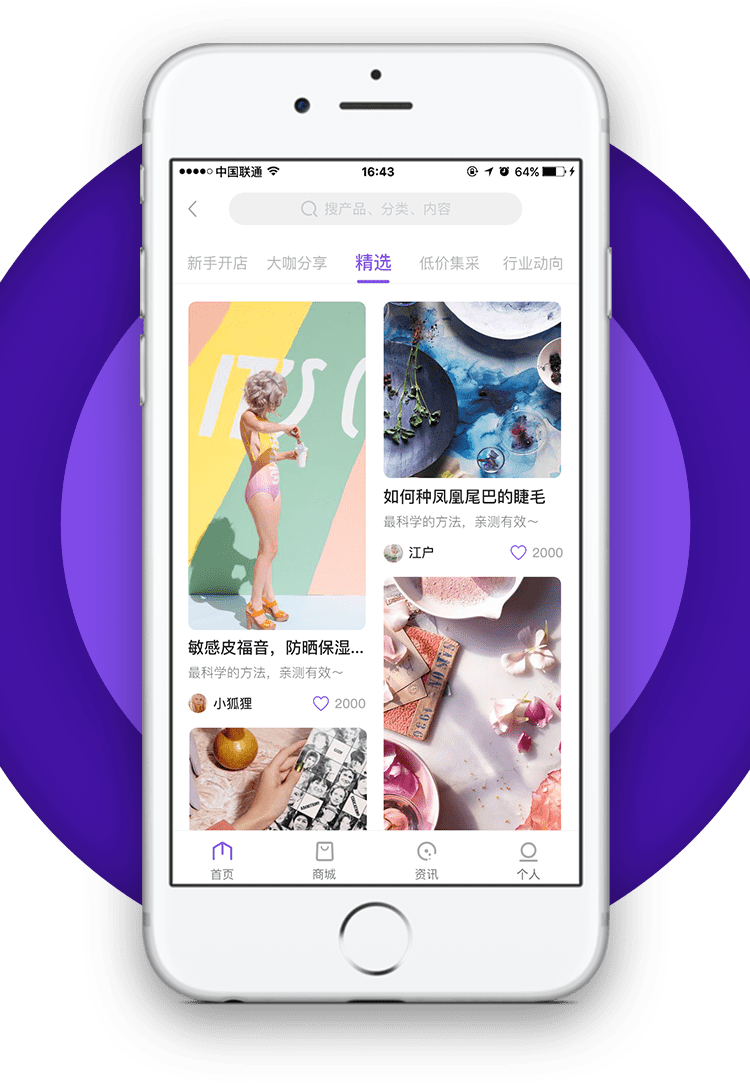 中国联通 16:43 64%
搜产品、分类、内容
新手开店 大咖分享 精选 低价集采 行业动向
IT'S
敏感皮福音，防晒保湿...
最科学的方法，亲测有效～
小狐狸 2000
如何种凤凰尾巴的睫毛
最科学的方法，亲测有效～
江户 2000
SAKON
1930
首页 商城 资讯 个人